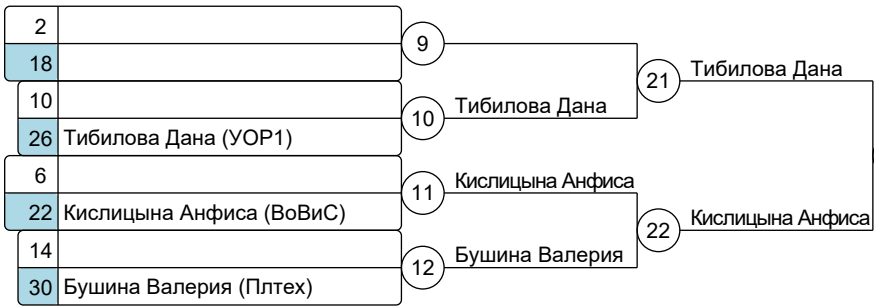 2
18
9
10
26 Тибилова Дана (УОР1)
10
Тибилова Дана
21
Тибилова Дана
6
22 Кислицына Анфиса (ВоВиС)
11
Кислицына Анфиса
14
30 Бушина Валерия (Плтех)
12
Бушина Валерия
22
Кислицына Анфиса